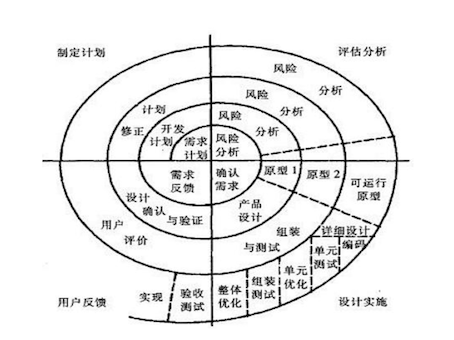 制定计划
评估分析
风险
分析
风险
分析
计划
修正
风险
分析
开发
计划
需求
计划
风险
分析
需求
反馈
确认
需求
原型1
原型2
可运行
原型
设计
确认
与验证
产品
设计
用户
评价
组装
与测试
详细设计
编码
单元
测试
单元
优化
组装
测试
整体
优化
验收
测试
实现
用户反馈
设计实施